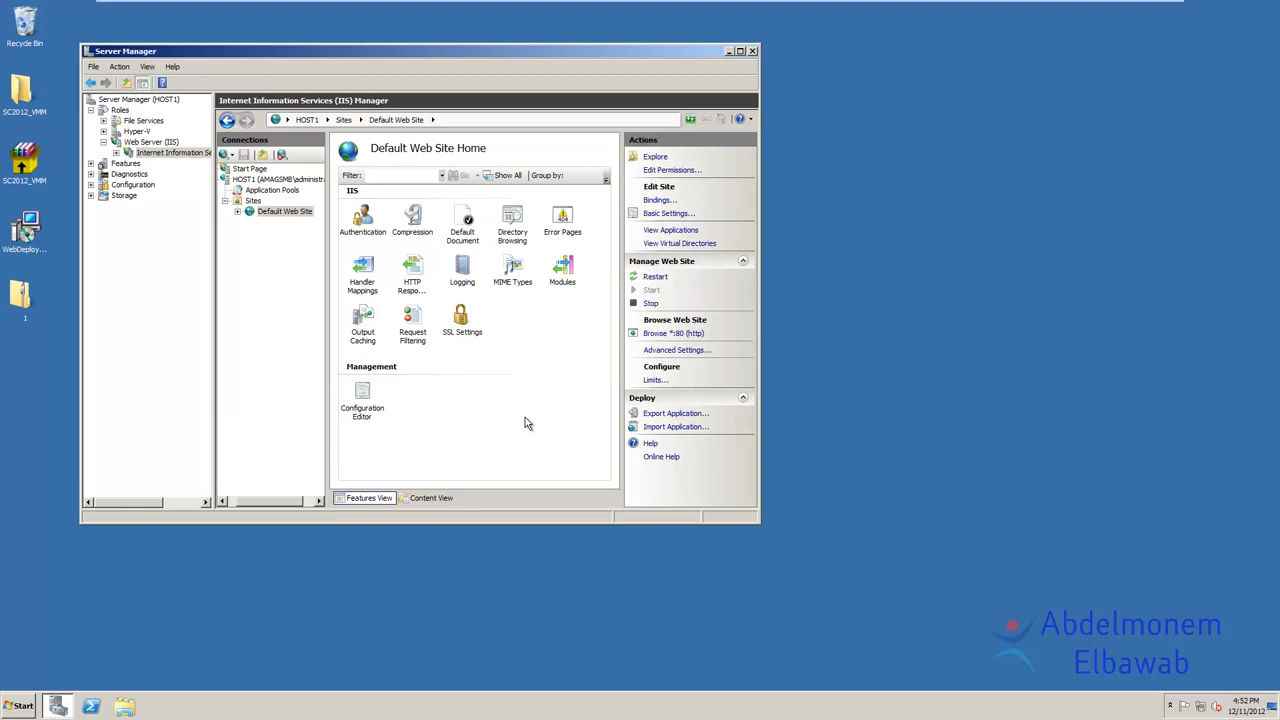 Recycle Bin
SC2012_VMM
SC2012_VMM
WebDeploy...
1
Server Manager
File Action View Help
Server Manager (HOST1)
Roles
File Services
Hyper-V
Web Server (IIS)
Internet Information Se
Features
Diagnostics
Configuration
Storage
Internet Information Services (IIS) Manager
HOST1 Sites Default Web Site
Connections
Start Page
HOST1 (AMAGSMB\administra
Application Pools
Sites
Default Web Site
Default Web Site Home
Filter: Go Show All Group by:
IIS
Authentication
Compression
Default
Document
Directory
Browsing
Error Pages
Handler
Mappings
HTTP
Respo...
Logging
MIME Types
Modules
Output
Caching
Request
Filtering
SSL Settings
Management
Configuration
Editor
Features View Content View
Actions
Explore
Edit Permissions...
Edit Site
Bindings...
Basic Settings...
View Applications
View Virtual Directories
Manage Web Site
Restart
Start
Stop
Browse Web Site
Browse *:80 (http)
Advanced Settings...
Configure
Limits...
Deploy
Export Application...
Import Application...
Help
Online Help
Abdelmonem
Elbawab
Start
4:52 PM
12/11/2012